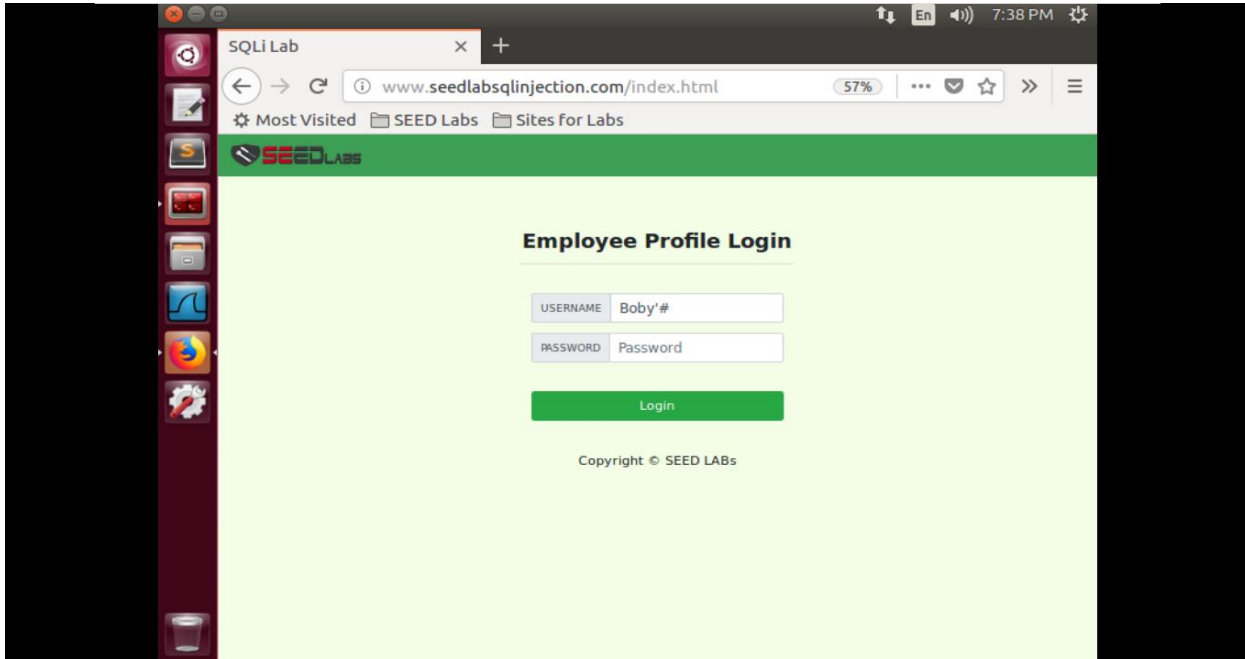 En 7:38 PM
SQLi Lab
www.seedlabsqlinjection.com/index.html 57%
Most Visited SEED Labs Sites for Labs
SEEDLABS
Employee Profile Login
USERNAME Boby'#
PASSWORD Password
Login
Copyright © SEED LABs